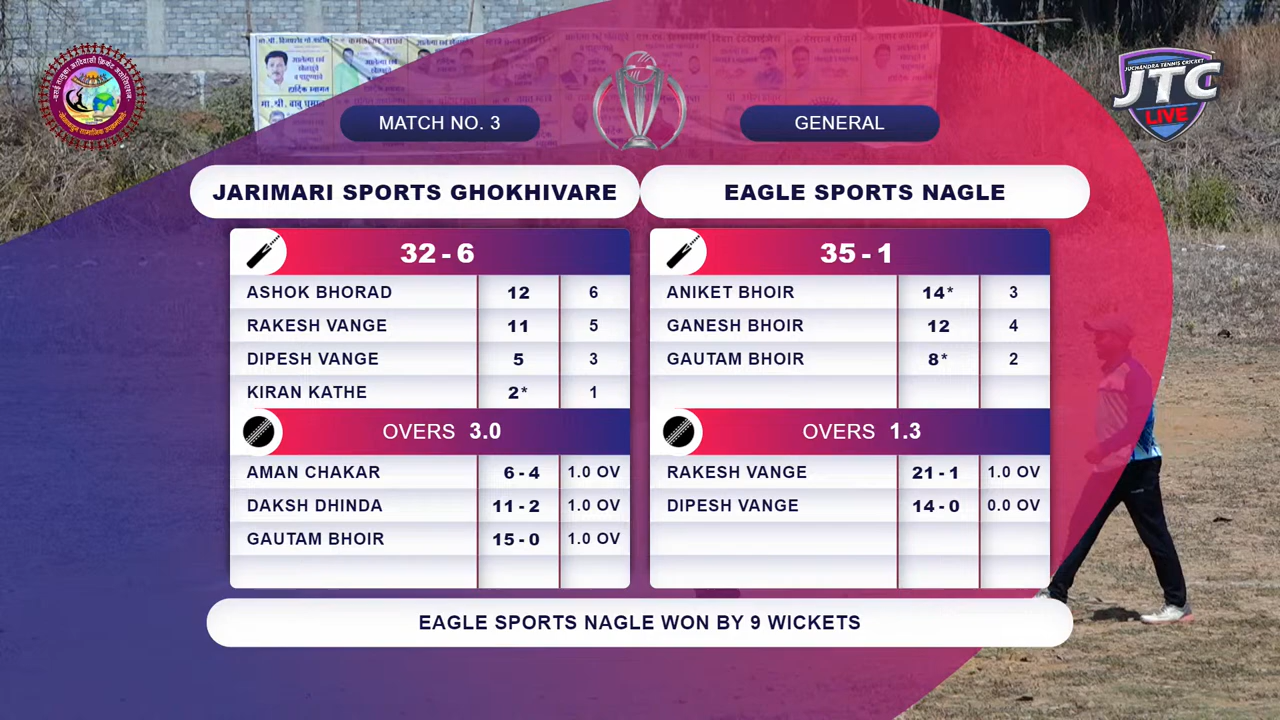 MATCH NO. 3
GENERAL
JUCHANDRA TENNIS CRICKET
JTC
LIVE
JARIMARI SPORTS GHOKHIVARE
EAGLE SPORTS NAGLE
32 - 6
ASHOK BHORAD 12 6
RAKESH VANGE 11 5
DIPESH VANGE 5 3
KIRAN KATHE 2* 1
OVERS 3.0
AMAN CHAKAR 6 - 4 1.0 OV
DAKSH DHINDA 11 - 2 1.0 OV
GAUTAM BHOIR 15 - 0 1.0 OV
35 - 1
ANIKET BHOIR 14* 3
GANESH BHOIR 12 4
GAUTAM BHOIR 8* 2
OVERS 1.3
RAKESH VANGE 21 - 1 1.0 OV
DIPESH VANGE 14 - 0 0.0 OV
EAGLE SPORTS NAGLE WON BY 9 WICKETS